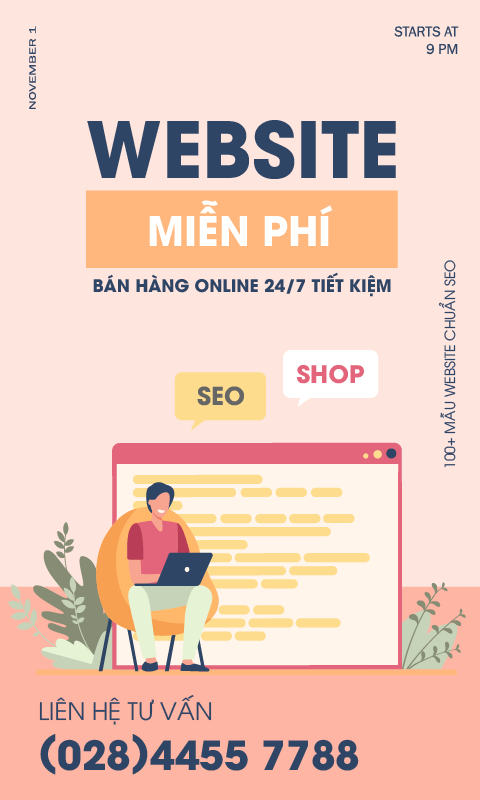 NOVEMBER 1
STARTS AT
9 PM
WEBSITE
MIỄN PHÍ
BÁN HÀNG ONLINE 24/7 TIẾT KIỆM
100+ MẪU WEBSITE CHUẨN SEO
SHOP
SEO
LIÊN HỆ TƯ VẤN
(028)4455 7788